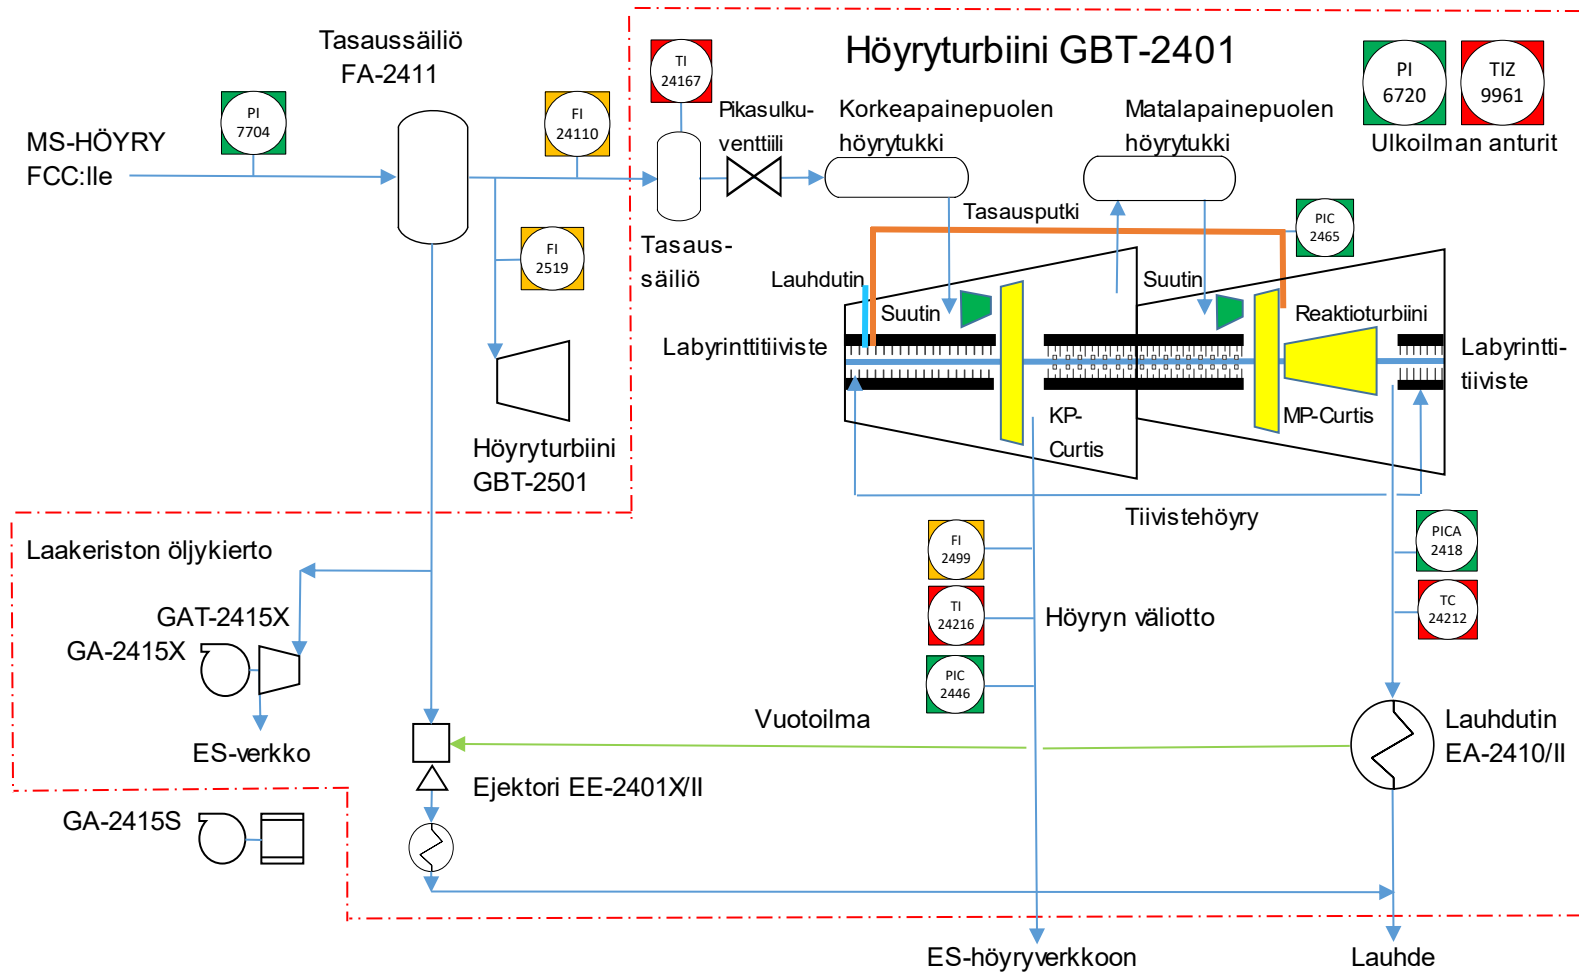 Höyryturbiini GBT-2401
Tasaussäiliö
FA-2411
MS-HÖYRY
FCC:lle
PI
7704
FI
24110
TI
24167
Pikasulku-
venttiili
Korkeapainepuolen
höyrytukki
Matalapainepuolen
höyrytukki
PI
6720
TIZ
9961
Ulkoilman anturit
FI
2519
Tasaus-
säiliö
Tasausputki
PIC
2465
Lauhdutin
Suutin
Suutin
Reaktioturbiini
Labyrinttitiiviste
Labyrintti-
tiiviste
KP-
Curtis
MP-Curtis
Höyryturbiini
GBT-2501
Tiivistehöyry
Laakeriston öljykierto
FI
2499
PICA
2418
TI
24216
Höyryn väliotto
TC
24212
GAT-2415X
GA-2415X
PIC
2446
ES-verkko
Vuotoilma
Lauhdutin
EA-2410/II
Ejektori EE-2401X/II
GA-2415S
ES-höyryverkkoon
Lauhde